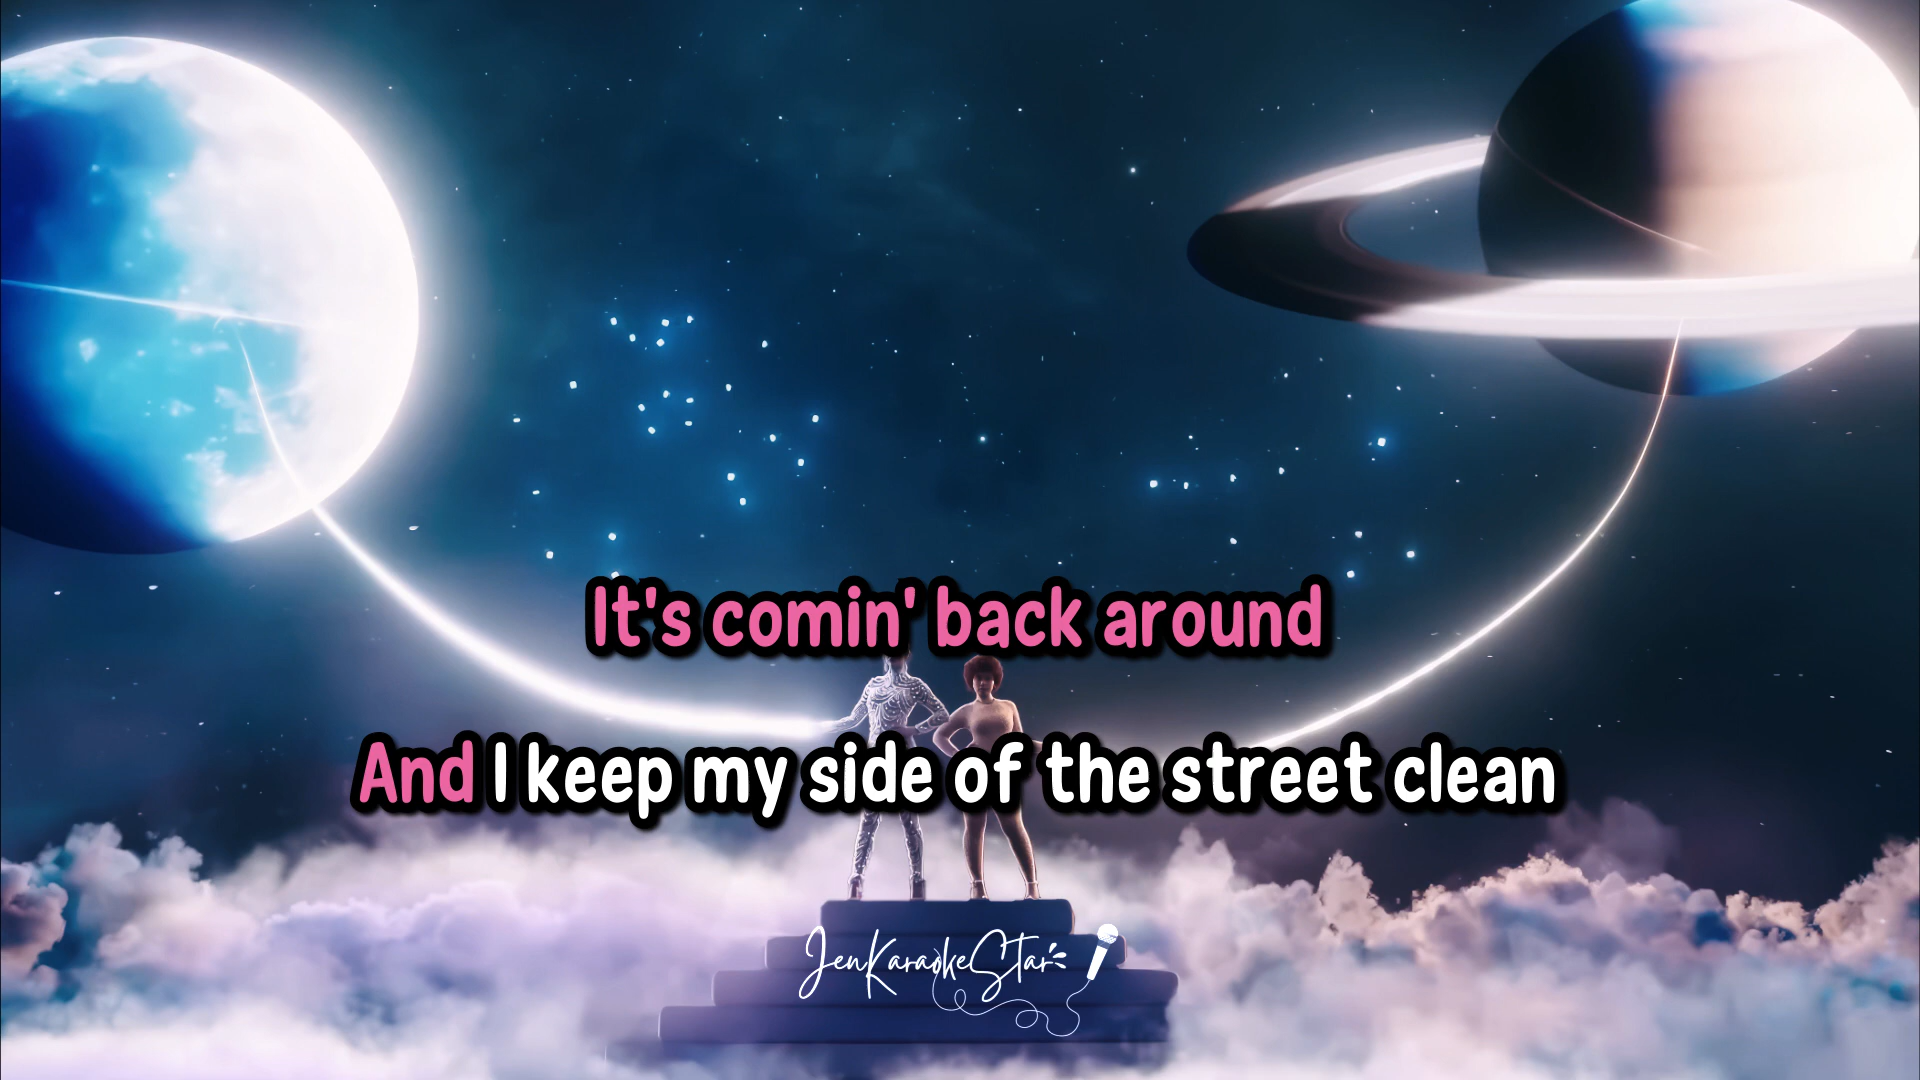 It's comin' back around
And I keep my side of the street clean
JenKaraokeStar